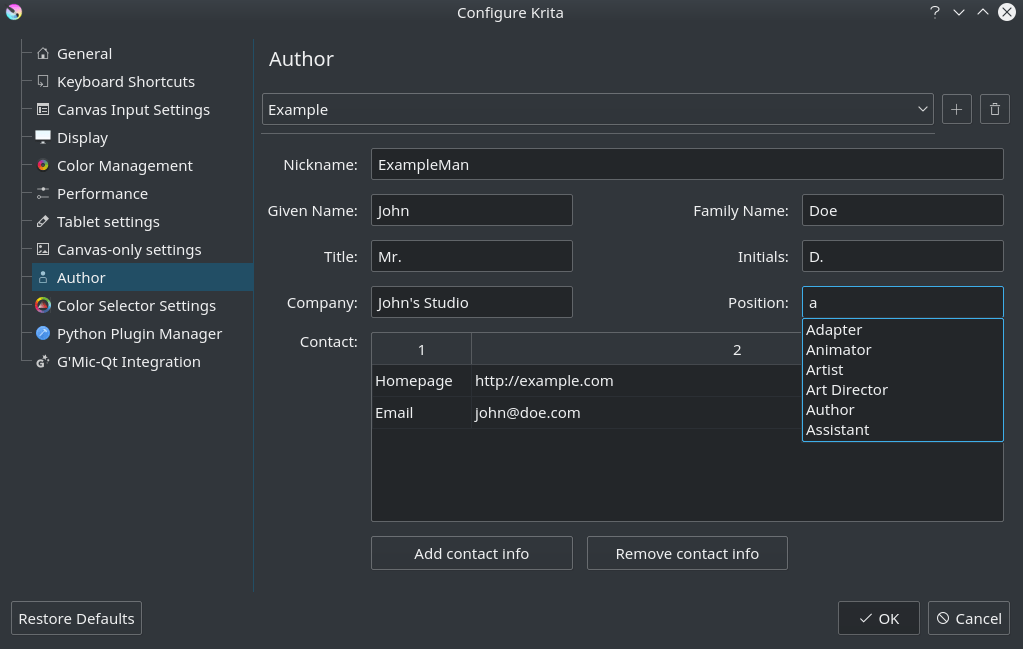 Configure Krita
General
Keyboard Shortcuts
Canvas Input Settings
Display
Color Management
Performance
Tablet settings
Canvas-only settings
Author
Color Selector Settings
Python Plugin Manager
G'Mic-Qt Integration
Author
Example
Nickname: ExampleMan
Given Name: John Family Name: Doe
Title: Mr. Initials: D.
Company: John's Studio Position: a
Adapter
Animator
Artist
Art Director
Author
Assistant
Contact:
1 2
Homepage http://example.com
Email john@doe.com
Add contact info Remove contact info
Restore Defaults OK Cancel